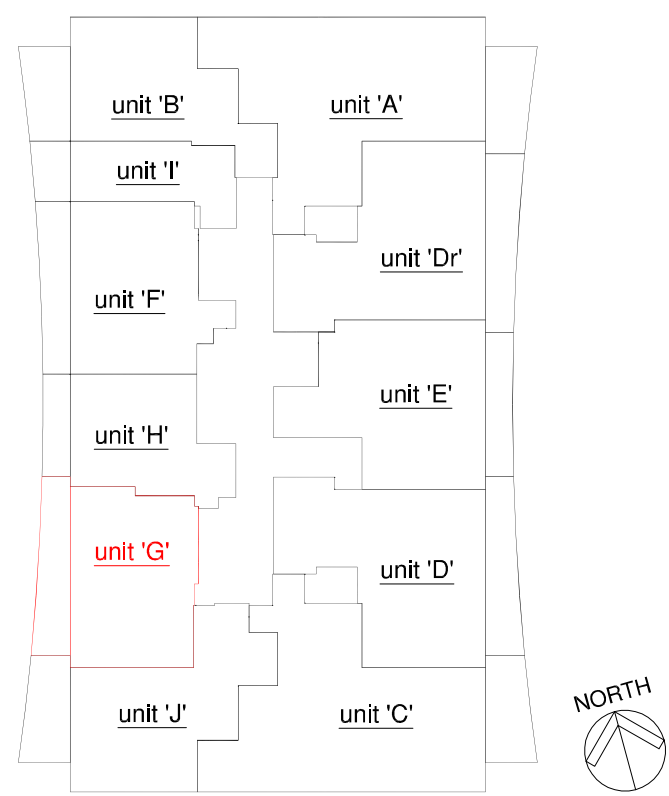 unit 'B'
unit 'A'
unit 'I'
unit 'Dr'
unit 'F'
unit 'E'
unit 'H'
unit 'G'
unit 'D'
unit 'J'
unit 'C'
NORTH